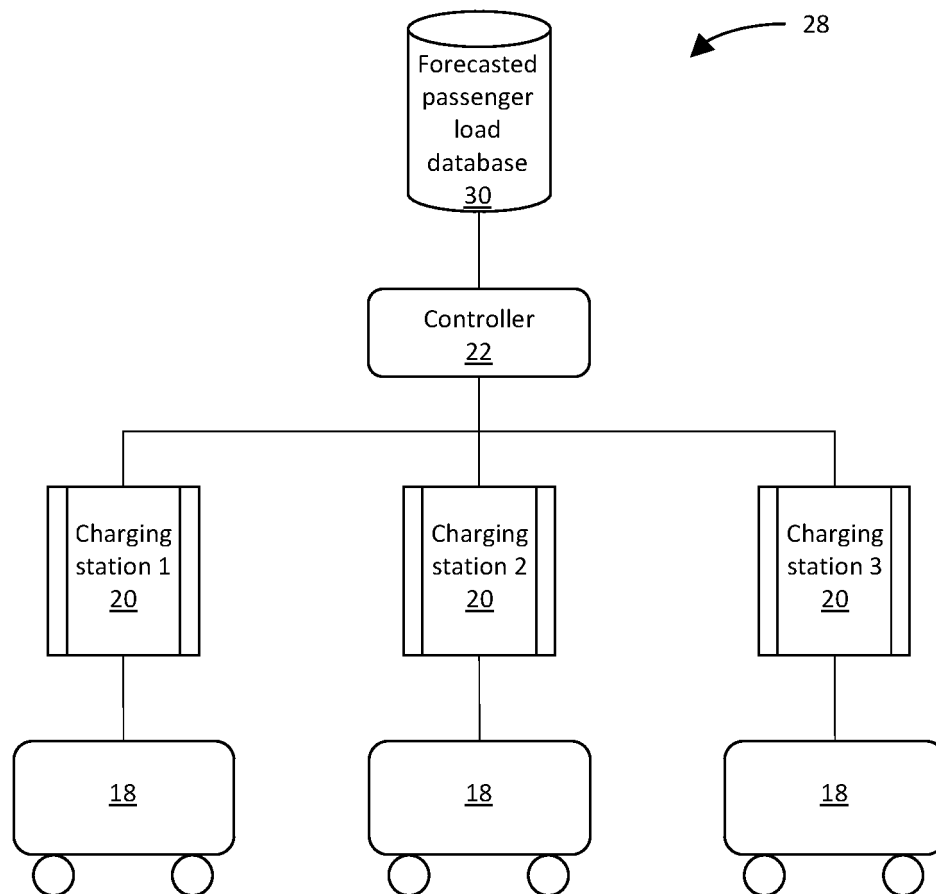 28
Forecasted
passenger
load
database
30
Controller
22
Charging
station 1
20
Charging
station 2
20
Charging
station 3
20
18
18
18